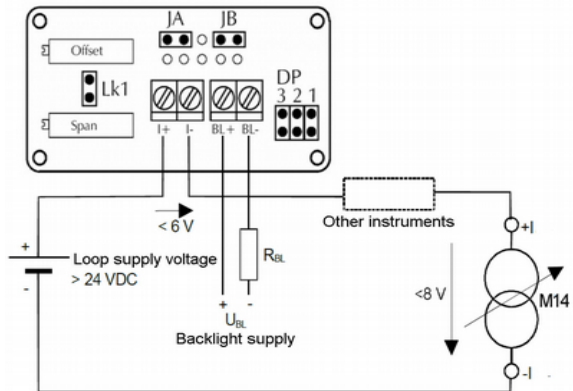 JA JB
Offset
Lk1
DP
3 2 1
Span
I+ I- BL+ BL-
< 6 V
Other instruments
+I
+
Loop supply voltage
> 24 VDC
-
RBL
<8 V
M14
+ -
UBL
Backlight supply
-I